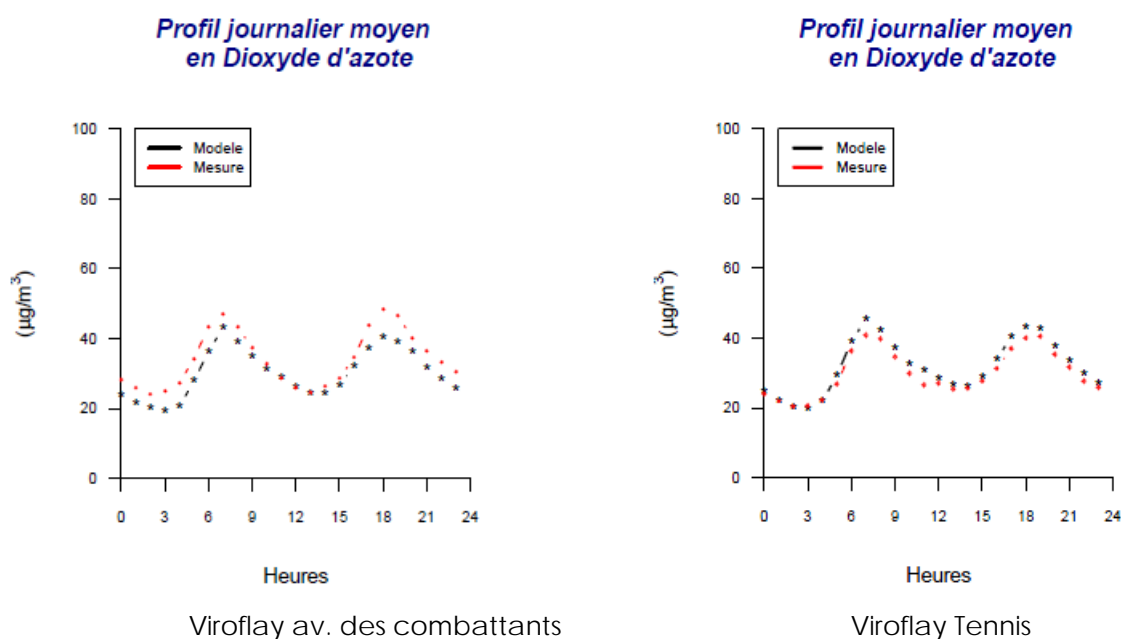 Profil journalier moyen
en Dioxyde d'azote
100
80
60
40
20
0
(µg/m³)
Modele
Mesure
0 3 6 9 12 15 18 21 24
Heures
Viroflay av. des combattants
Profil journalier moyen
en Dioxyde d'azote
100
80
60
40
20
0
(µg/m³)
Modele
Mesure
0 3 6 9 12 15 18 21 24
Heures
Viroflay Tennis